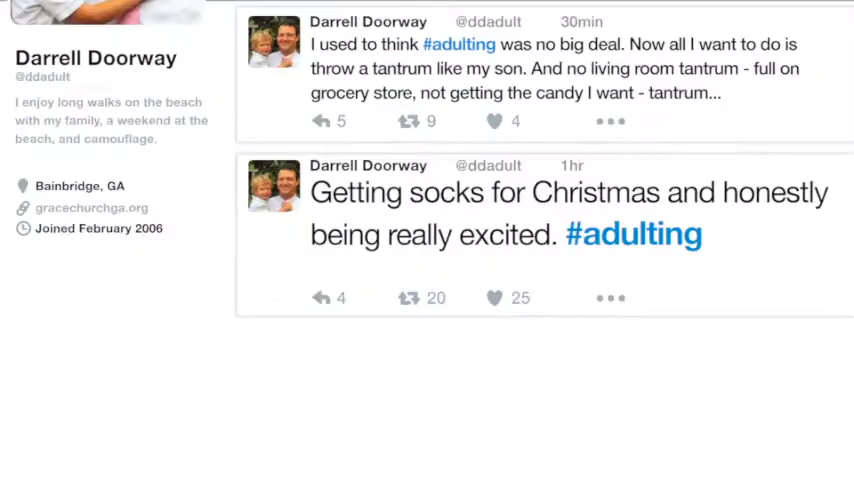 Darrell Doorway
@ddadult
I enjoy long walks on the beach
with my family, a weekend at the
beach, and camouflage.
Bainbridge, GA
gracechurchga.org
Joined February 2006
Darrell Doorway @ddadult 30min
I used to think #adulting was no big deal. Now all I want to do is
throw a tantrum like my son. And no living room tantrum - full on
grocery store, not getting the candy I want - tantrum...
5 9 4
Darrell Doorway @ddadult 1hr
Getting socks for Christmas and honestly
being really excited. #adulting
4 20 25